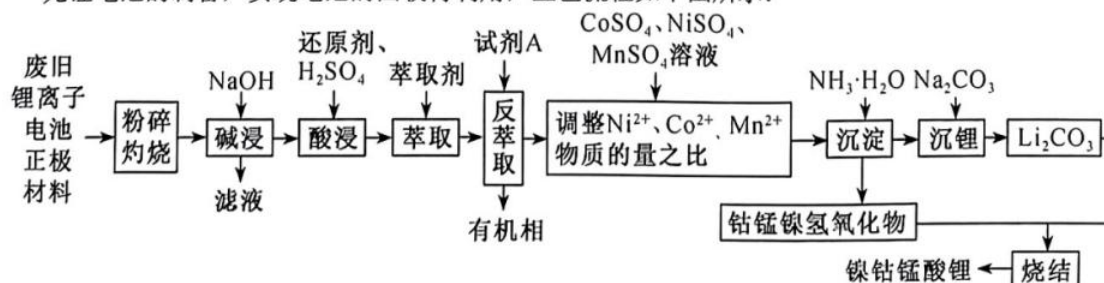 CoSO₄、NiSO₄、
MnSO₄溶液
还原剂、
H₂SO₄
试剂A
废旧
锂离子
电池
正极
材料
NaOH
萃取剂
NH₃·H₂O
Na₂CO₃
粉碎
灼烧
碱浸
酸浸
萃取
反
萃
取
调整Ni²⁺、Co²⁺、Mn²⁺
物质的量之比
沉淀
沉锂
Li₂CO₃
滤液
有机相
钴锰镍氢氧化物
镍钴锰酸锂
烧结